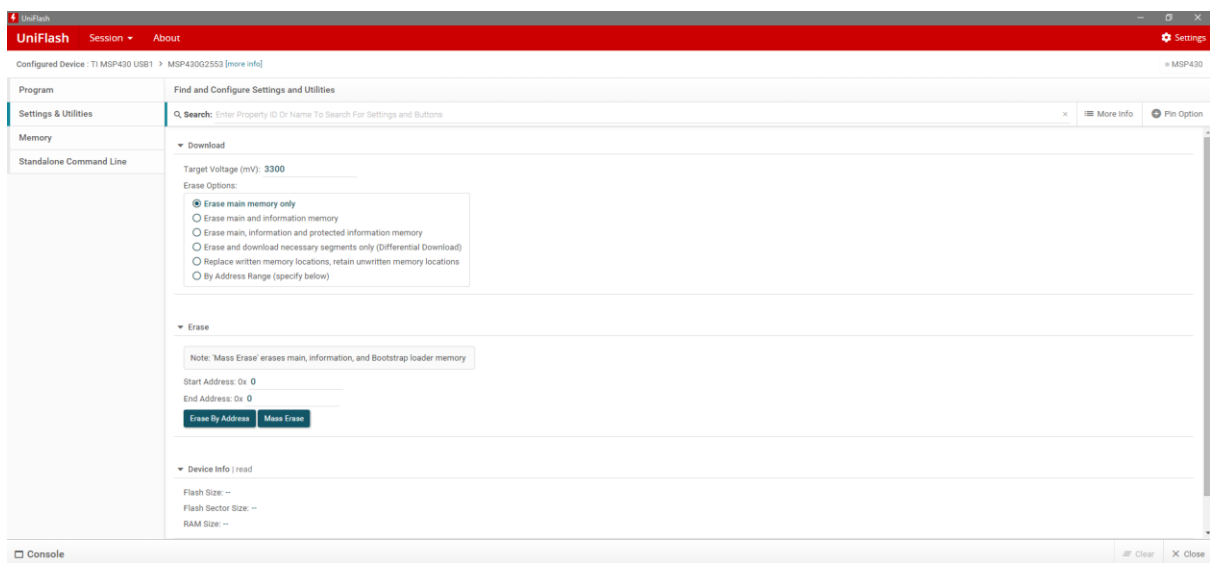 UniFlash
UniFlash Session About Settings
Configured Device : TI MSP430 USB1 > MSP430G2553 [more info] MSP430
Program
Settings & Utilities
Memory
Standalone Command Line
Find and Configure Settings and Utilities
Search: Enter Property ID Or Name To Search For Settings and Buttons × More Info Pin Option
Download
Target Voltage (mV): 3300
Erase Options:
Erase main memory only
Erase main and information memory
Erase main, information and protected information memory
Erase and download necessary segments only (Differential Download)
Replace written memory locations, retain unwritten memory locations
By Address Range (specify below)
Erase
Note: 'Mass Erase' erases main, information, and Bootstrap loader memory
Start Address: 0x 0
End Address: 0x 0
Erase By Address Mass Erase
Device Info | read
Flash Size: --
Flash Sector Size: --
RAM Size: --
Console Clear Close